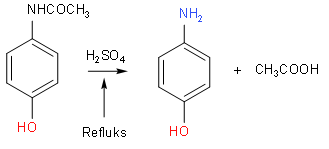 NHCOCH₃
NH₂
H₂SO₄
+ CH₃COOH
HO
HO
Refluks